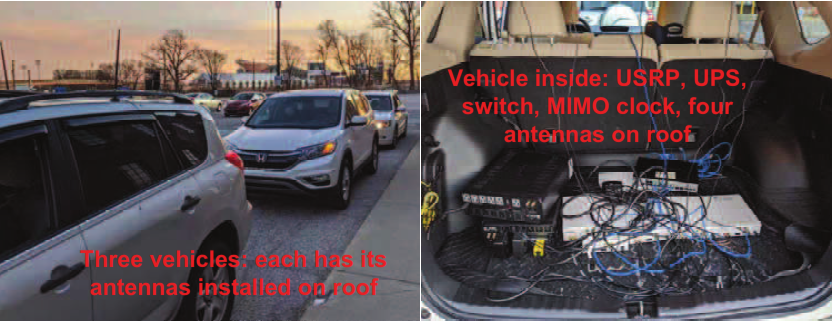 Vehicle inside: USRP, UPS,
switch, MIMO clock, four
antennas on roof
Three vehicles; each has its
antennas installed on roof